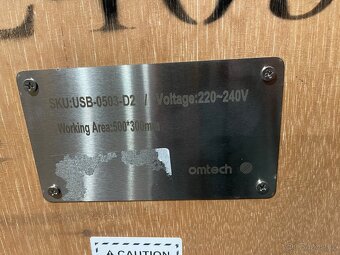 SKU:USB-0503-D2 / Voltage:220~240V
Working Area:500*300mm
omtech
CAUTION